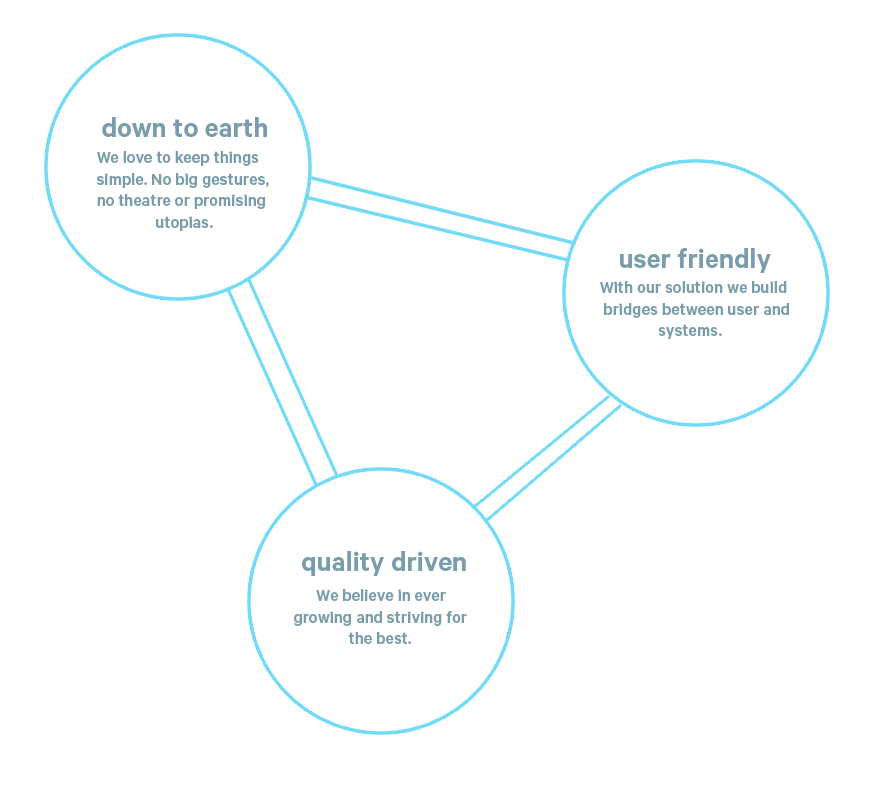 down to earth
We love to keep things
simple. No big gestures,
no theatre or promising
utopias.
user friendly
With our solution we build
bridges between user and
systems.
quality driven
We believe in ever
growing and striving for
the best.